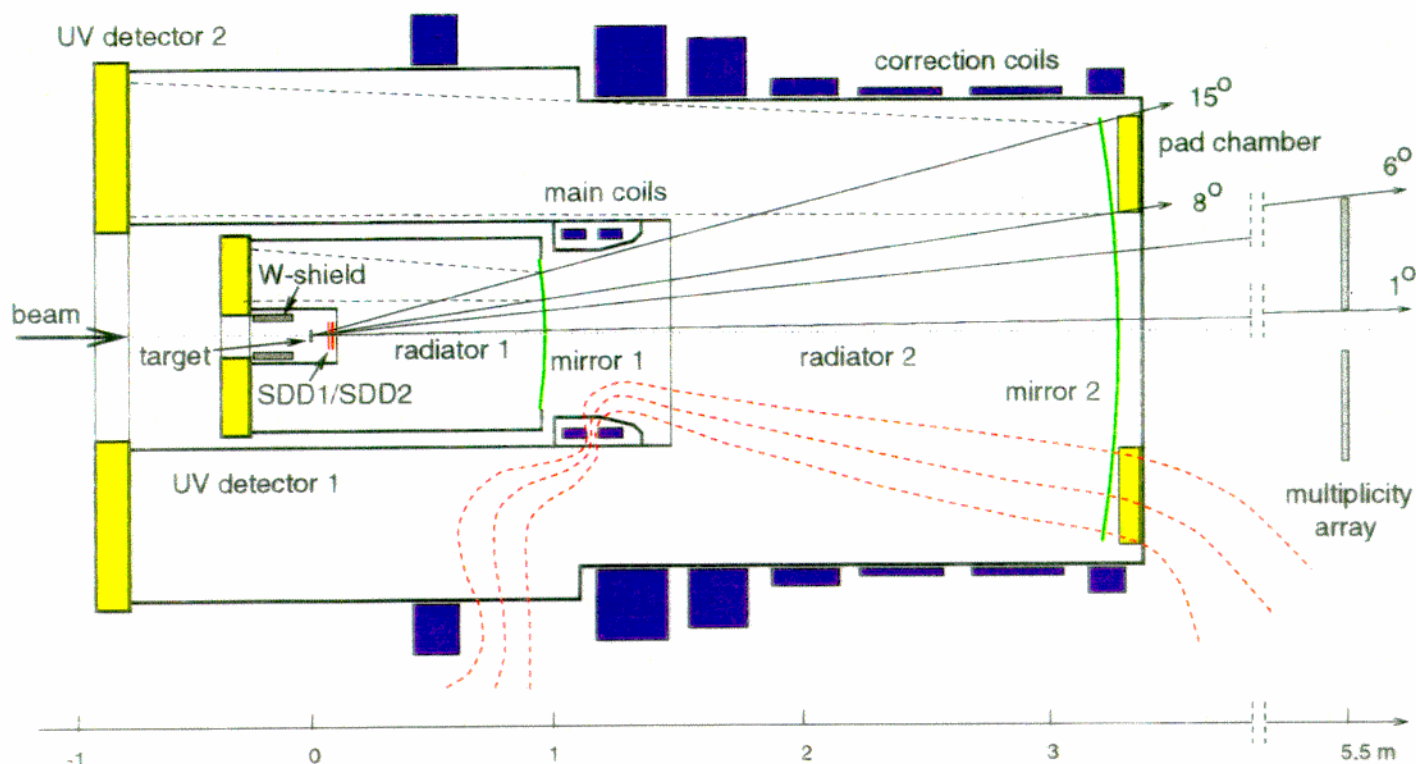 UV detector 2
correction coils
15°
pad chamber
6°
main coils
8°
W-shield
beam
1°
target
radiator 1
mirror 1
radiator 2
SDD1/SDD2
mirror 2
UV detector 1
multiplicity
array
-1
0
1
2
3
5.5 m